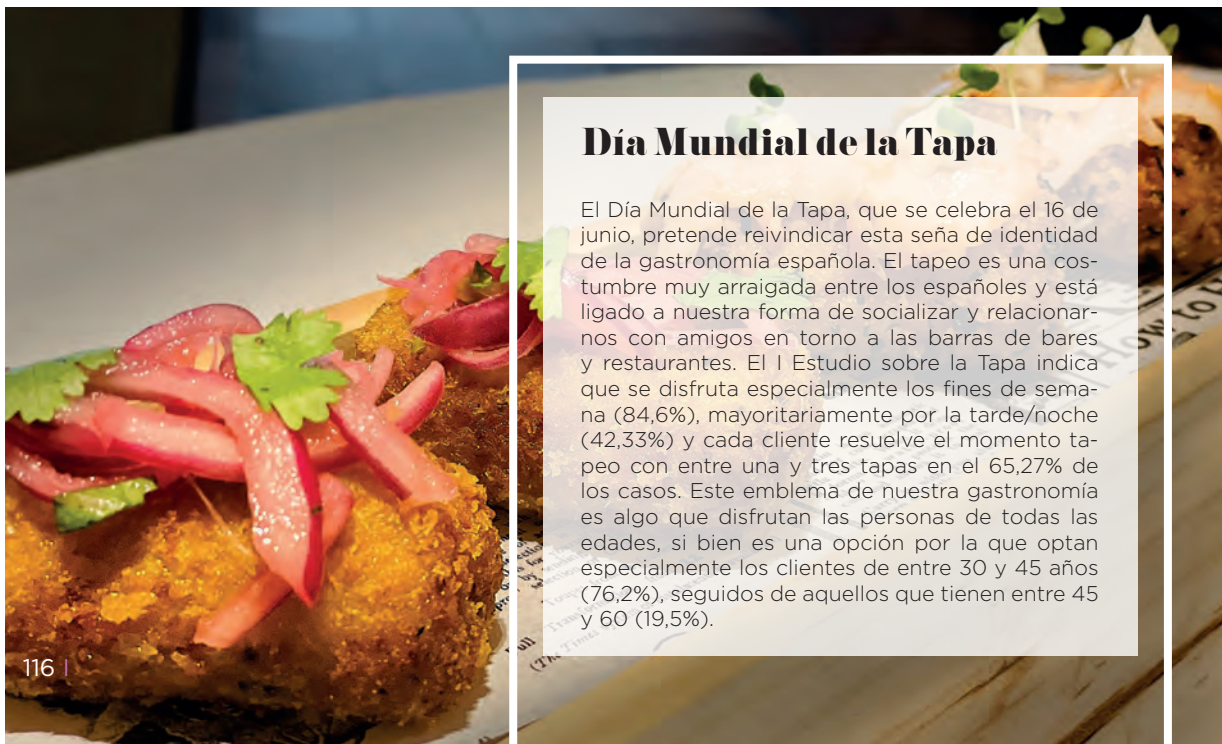 Día Mundial de la Tapa
El Día Mundial de la Tapa, que se celebra el 16 de
junio, pretende reivindicar esta seña de identidad
de la gastronomía española. El tapeo es una cos-
tumbre muy arraigada entre los españoles y está
ligado a nuestra forma de socializar y relacionar-
nos con amigos en torno a las barras de bares
y restaurantes. El I Estudio sobre la Tapa indica
que se disfruta especialmente los fines de sema-
na (84,6%), mayoritariamente por la tarde/noche
(42,33%) y cada cliente resuelve el momento ta-
peo con entre una y tres tapas en el 65,27% de
los casos. Este emblema de nuestra gastronomía
es algo que disfrutan las personas de todas las
edades, si bien es una opción por la que optan
especialmente los clientes de entre 30 y 45 años
(76,2%), seguidos de aquellos que tienen entre 45
y 60 (19,5%).
How to
(The Times
116 |